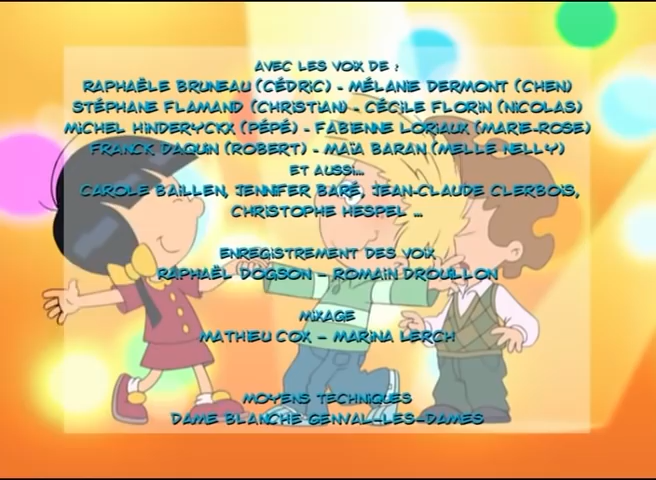 AVEC LES VOIX DE :
RAPHAËLE BRUNEAU (CÉDRIC) - MÉLANIE DERMONT (CHEN)
STÉPHANE FLAMAND (CHRISTIAN) - CÉCILE FLORIN (NICOLAS)
MICHEL HINDERYCKX (PÉPÉ) - FABIENNE LORIAUX (MARIE-ROSE)
FRANCK DAQUIN (ROBERT) - MAÏA BARAN (MELLE NELLY)
ET AUSSI...
CAROLE BAILLEN, JENNIFER BARÉ, JEAN-CLAUDE CLERBOIS,
CHRISTOPHE HESPEL ...
ENREGISTREMENT DES VOIX
RAPHAËL DOGSON - ROMAIN DROUILLON
MIXAGE
MATHIEU COX - MARINA LERCH
MOYENS TECHNIQUES
DAME BLANCHE GENVAL-LES-DAMES